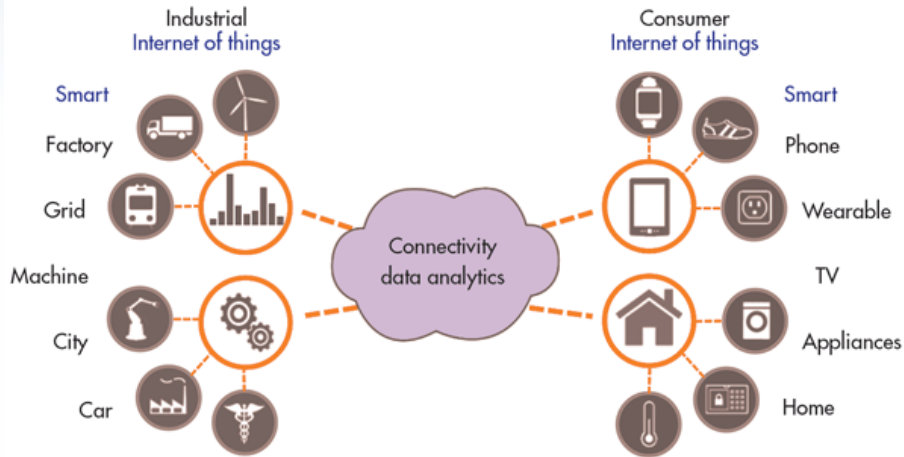 Industrial
Internet of things
Smart
Factory
Grid
Machine
City
Car
Connectivity
data analytics
Consumer
Internet of things
Smart
Phone
Wearable
TV
Appliances
Home